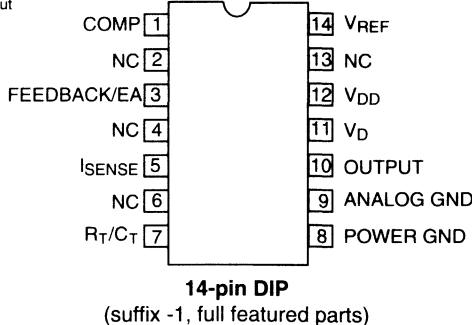 ut
COMP 1 14 VREF
NC 2 13 NC
FEEDBACK/EA 3 12 VDD
NC 4 11 VD
ISENSE 5 10 OUTPUT
NC 6 9 ANALOG GND
RT/CT 7 8 POWER GND
14-pin DIP
(suffix -1, full featured parts)